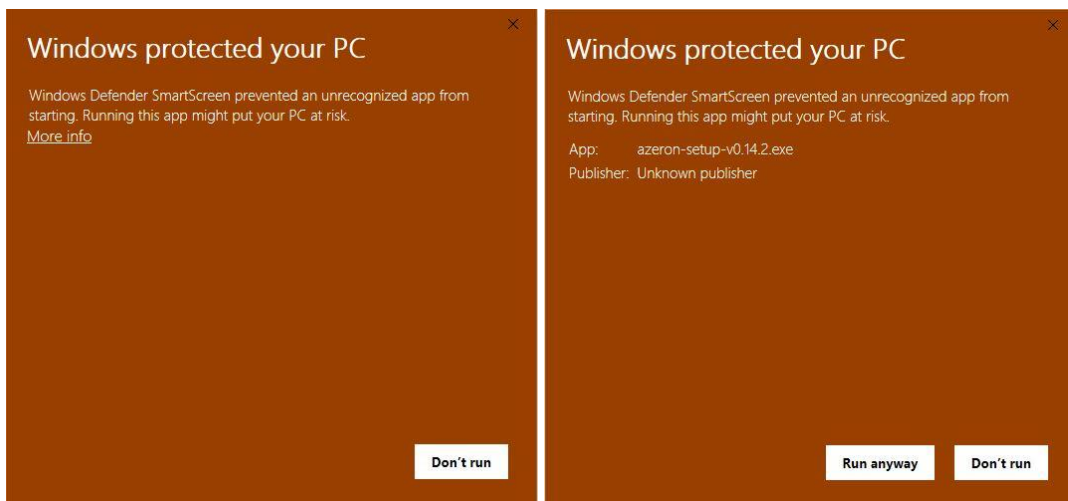 Windows protected your PC
Windows Defender SmartScreen prevented an unrecognized app from
starting. Running this app might put your PC at risk.
More info
Don't run
Windows protected your PC
Windows Defender SmartScreen prevented an unrecognized app from
starting. Running this app might put your PC at risk.
App: azeron-setup-v0.14.2.exe
Publisher: Unknown publisher
Run anyway Don't run